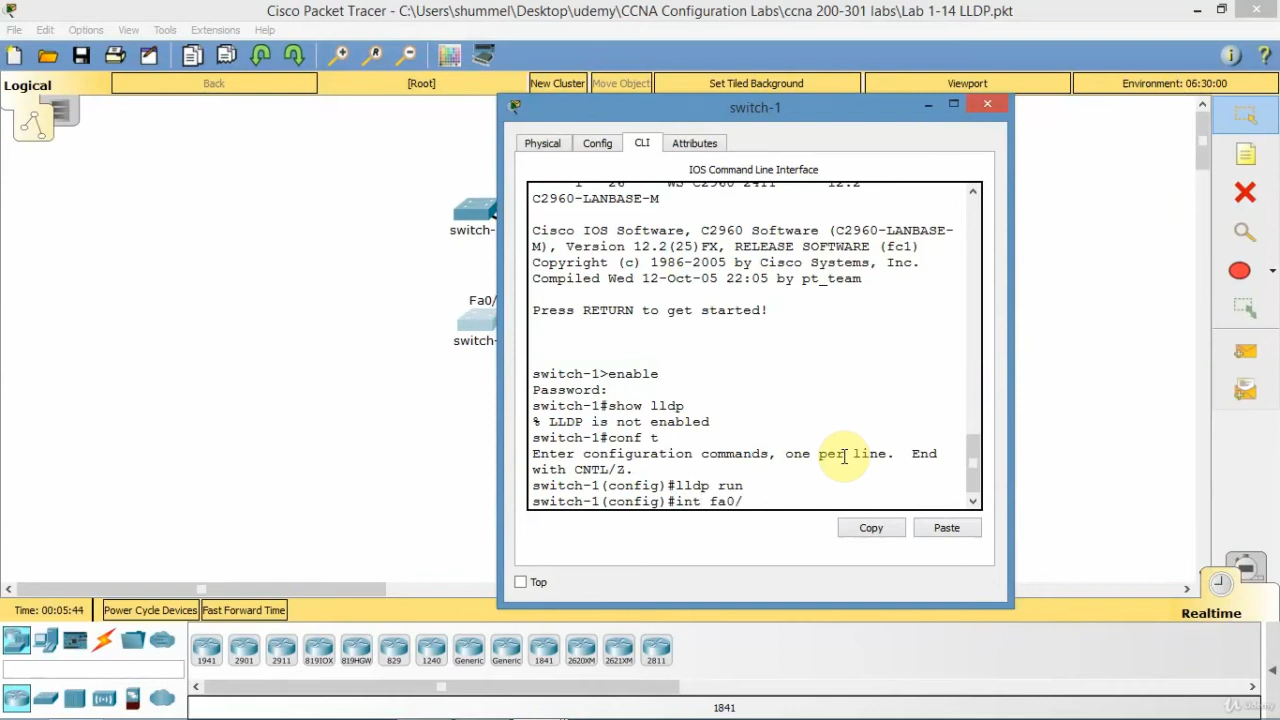 Cisco Packet Tracer - C:\Users\shummel\Desktop\udemy\CCNA Configuration Labs\ccna 200-301 labs\Lab 1-14 LLDP.pkt
File Edit Options View Tools Extensions Help
Logical Back [Root] New Cluster Move Object Set Tiled Background Viewport Environment: 06:30:00
switch-1
Physical Config CLI Attributes
IOS Command Line Interface
C2960-LANBASE-M
Cisco IOS Software, C2960 Software (C2960-LANBASE-
M), Version 12.2(25)FX, RELEASE SOFTWARE (fc1)
Copyright (c) 1986-2005 by Cisco Systems, Inc.
Compiled Wed 12-Oct-05 22:05 by pt_team
Press RETURN to get started!
switch-1>enable
Password:
switch-1#show lldp
% LLDP is not enabled
switch-1#conf t
Enter configuration commands, one per line. End
with CNTL/Z.
switch-1(config)#lldp run
switch-1(config)#int fa0/
Copy Paste
Top
switch-
Fa0/
switch-
Time: 00:05:44 Power Cycle Devices Fast Forward Time
Realtime
1941 2901 2911 819IOX 819HGW 829 1240 Generic Generic 1841 2620XM 2621XM 2811
1841
Udemy